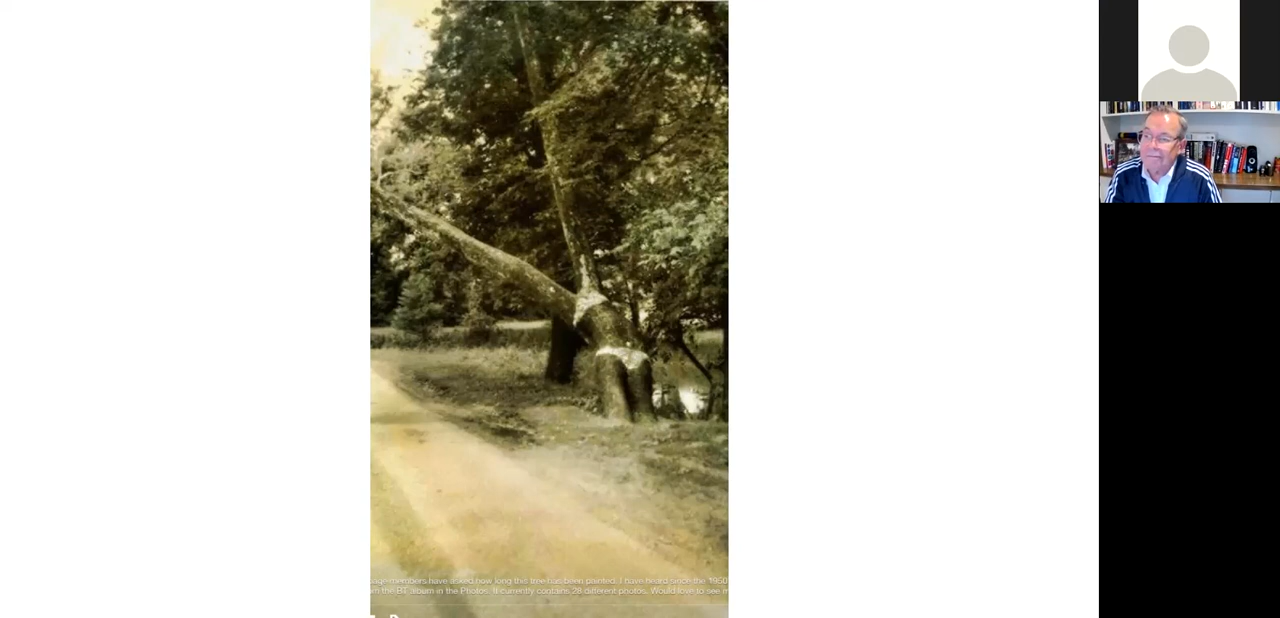 members have asked how long this tree has been painted. I have heard since the 1950
the BT album in the Photos. It currently contains 28 different photos. Would love to see